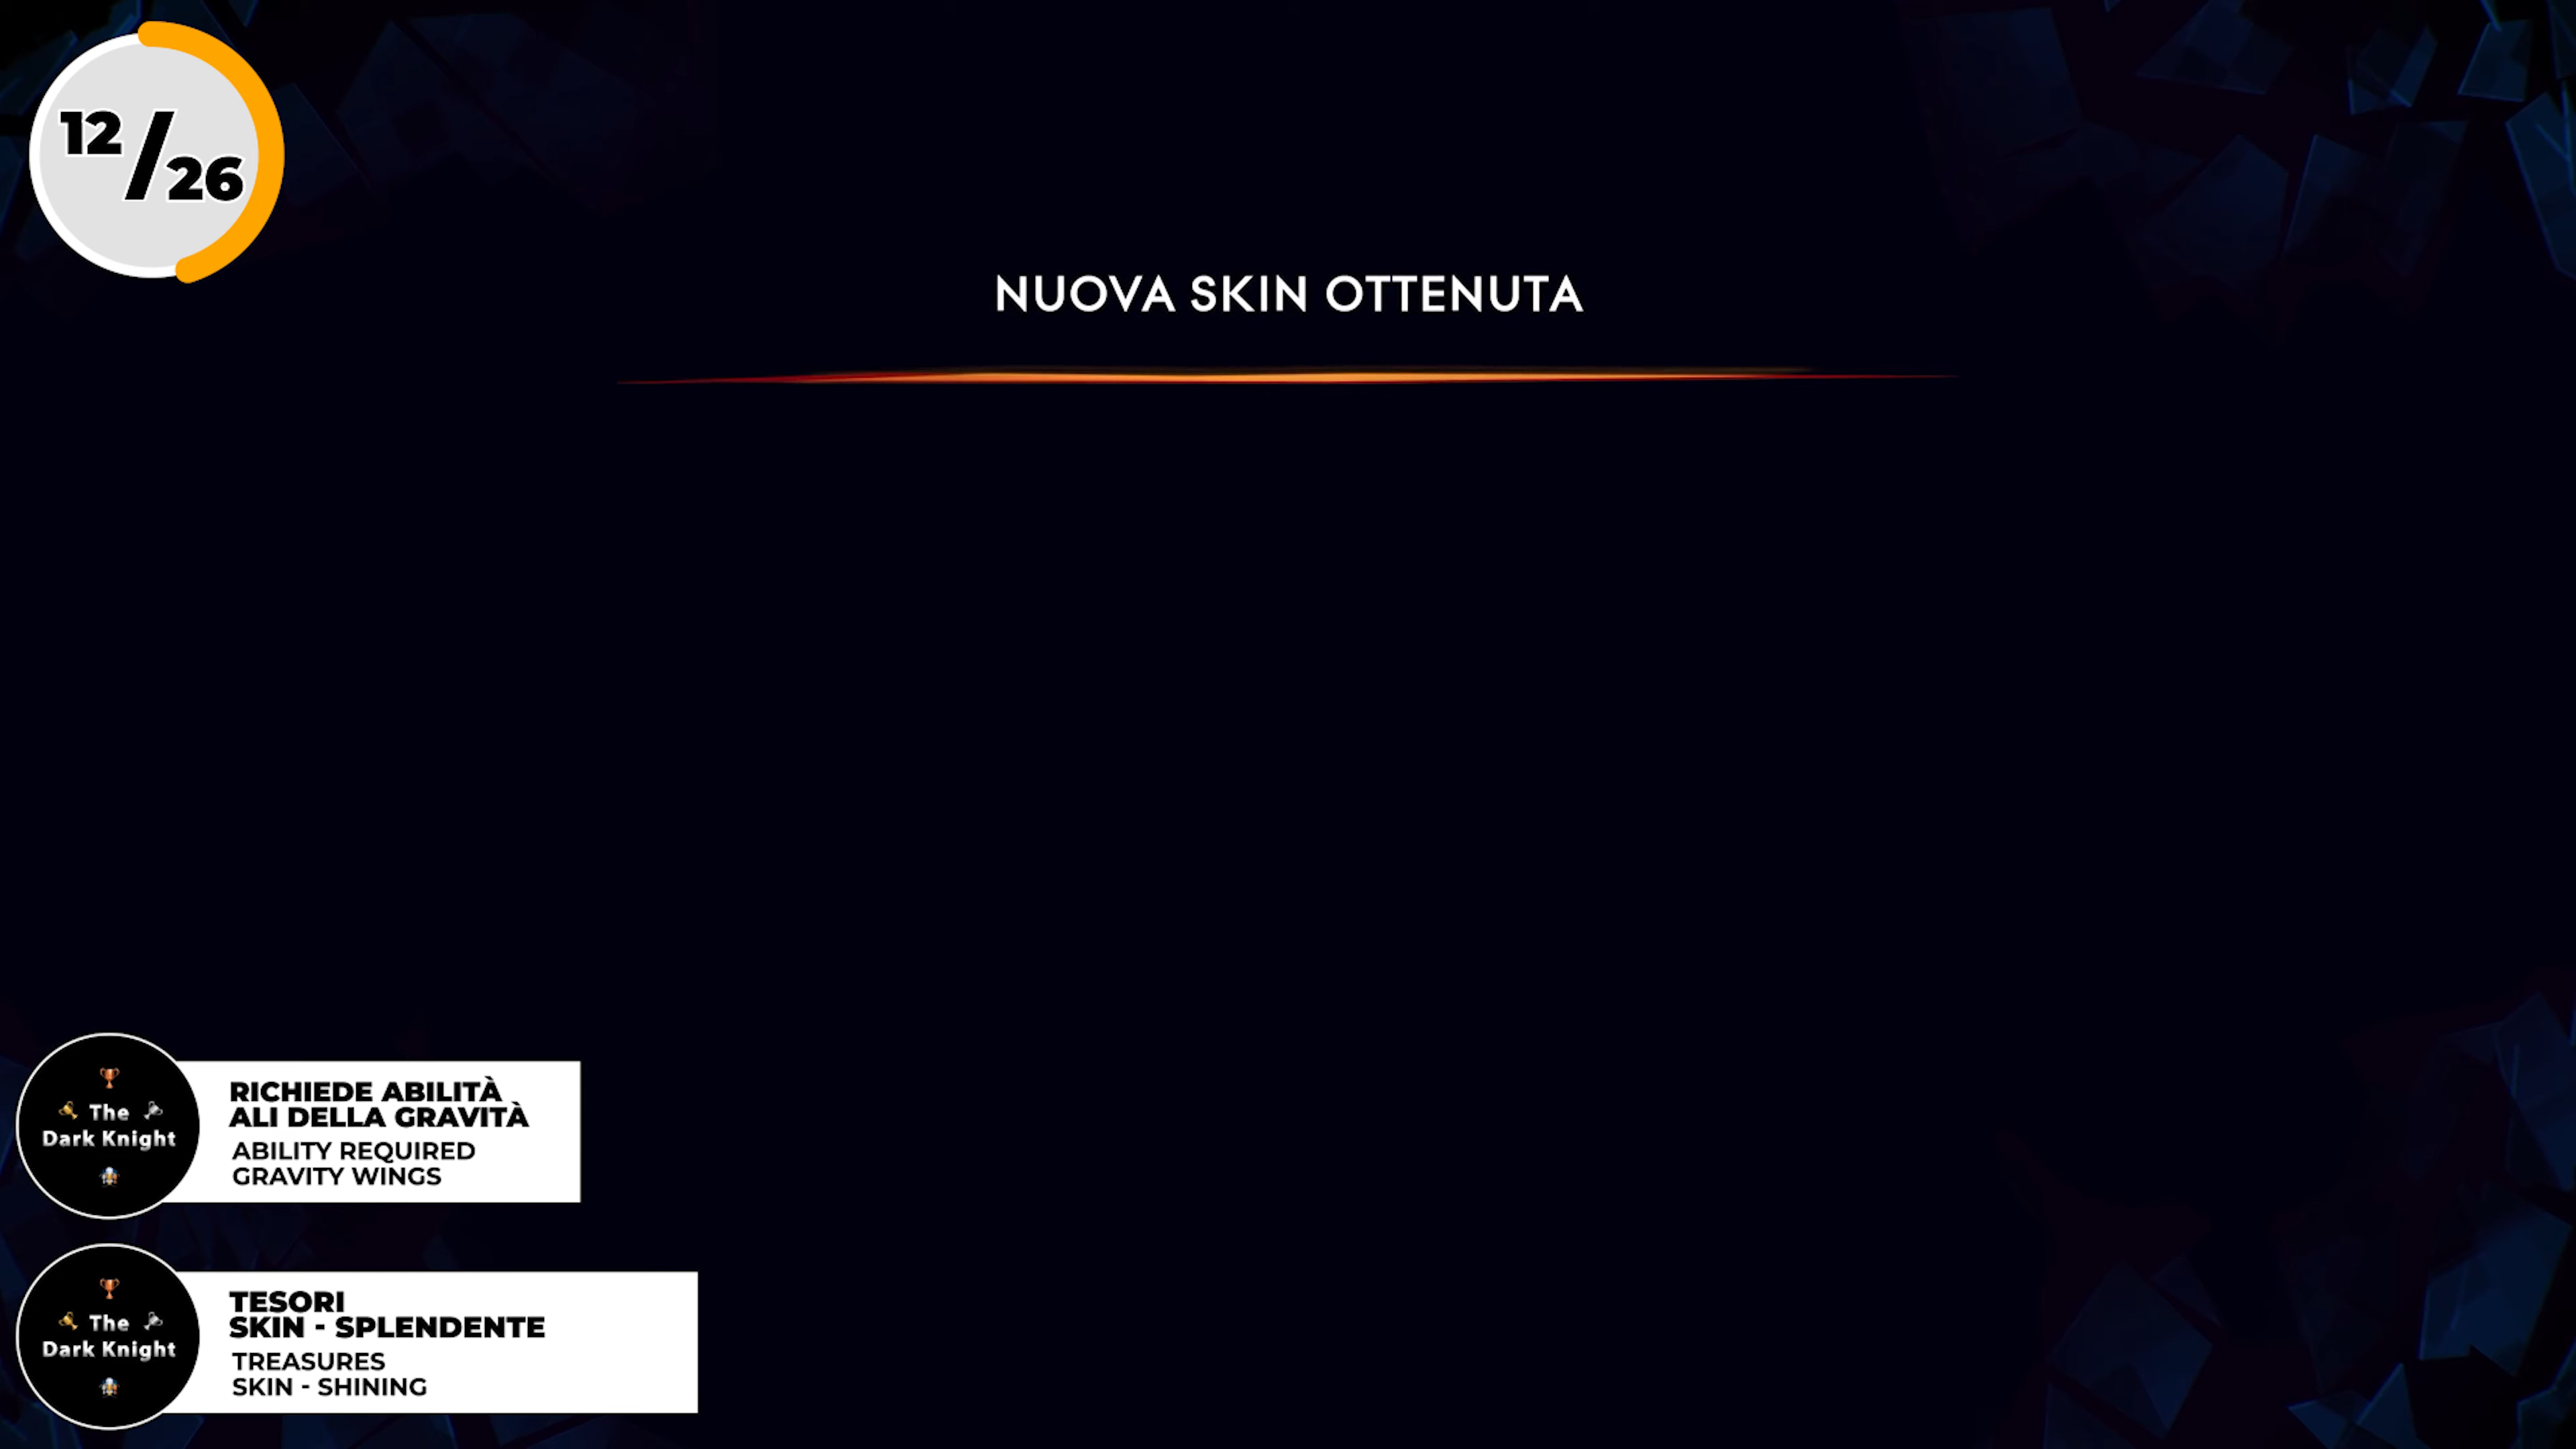 12/26
NUOVA SKIN OTTENUTA
The
Dark Knight
RICHIEDE ABILITÀ
ALI DELLA GRAVITÀ
ABILITY REQUIRED
GRAVITY WINGS
The
Dark Knight
TESORI
SKIN - SPLENDENTE
TREASURES
SKIN - SHINING